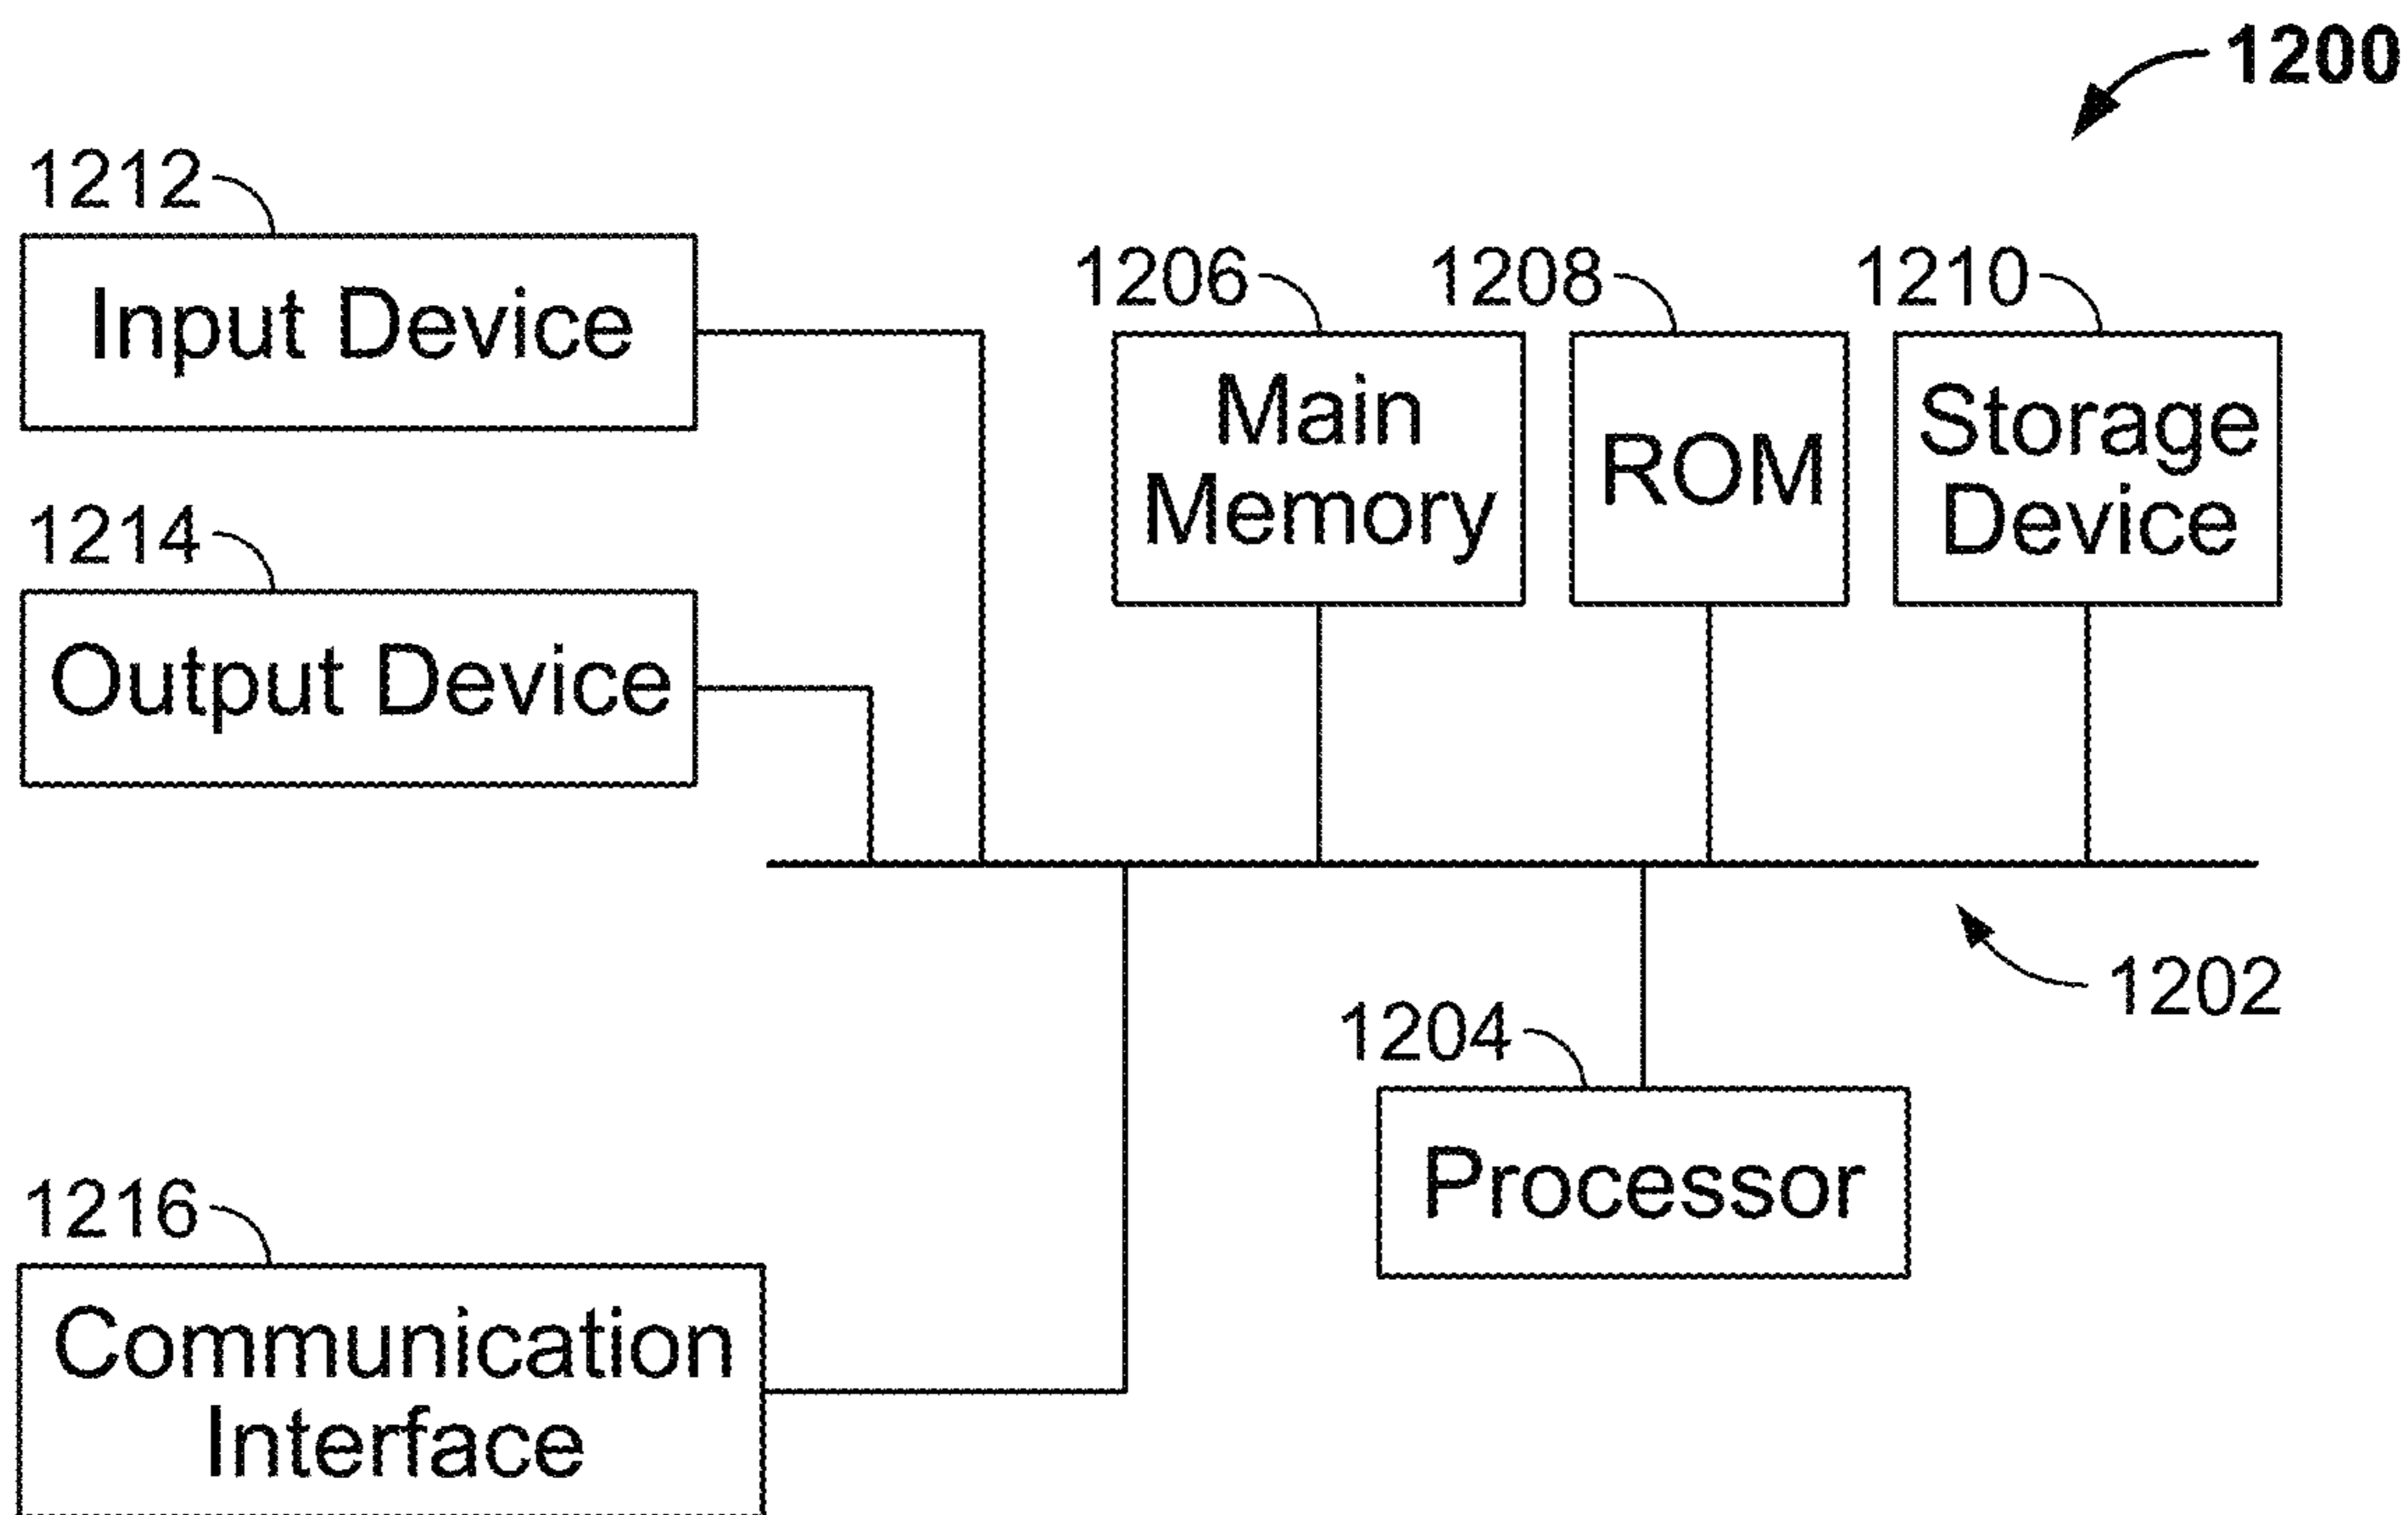 1200
1212
Input Device
1206
Main
Memory
1208
ROM
1210
Storage
Device
1214
Output Device
1202
1204
Processor
1216
Communication
Interface